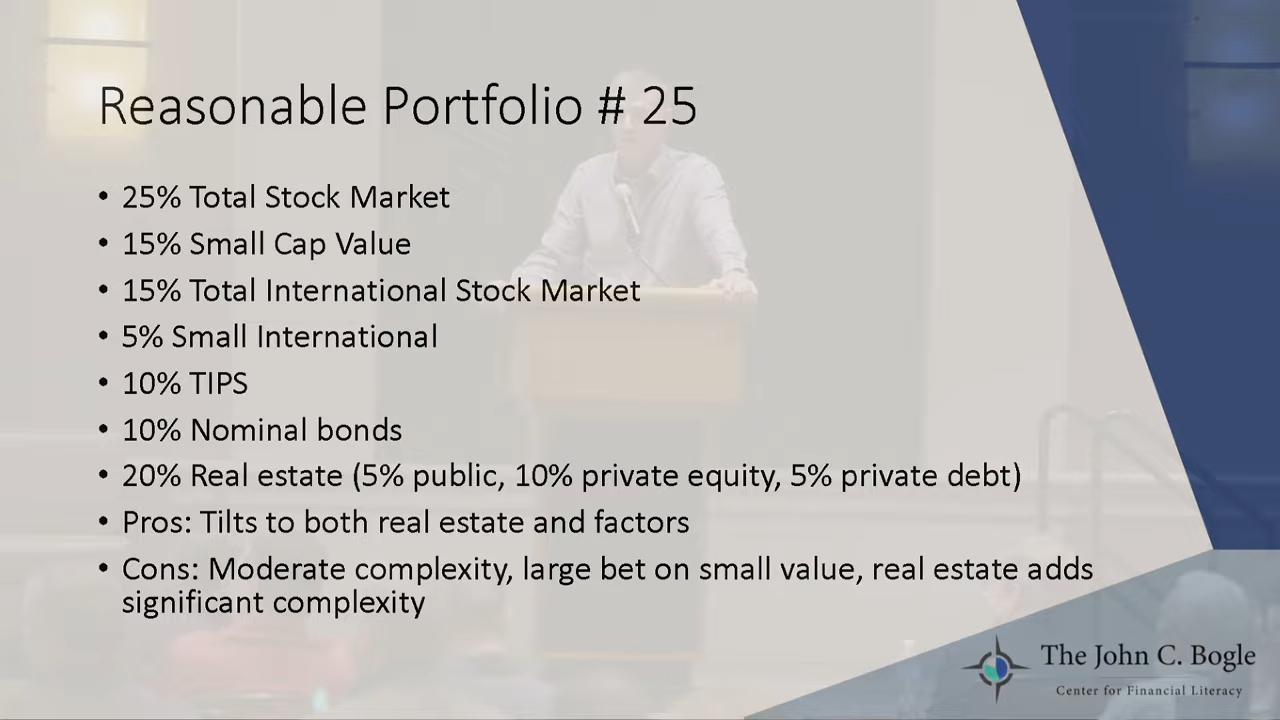 Reasonable Portfolio # 25
• 25% Total Stock Market
• 15% Small Cap Value
• 15% Total International Stock Market
• 5% Small International
• 10% TIPS
• 10% Nominal bonds
• 20% Real estate (5% public, 10% private equity, 5% private debt)
• Pros: Tilts to both real estate and factors
• Cons: Moderate complexity, large bet on small value, real estate adds
significant complexity
The John C. Bogle
Center for Financial Literacy